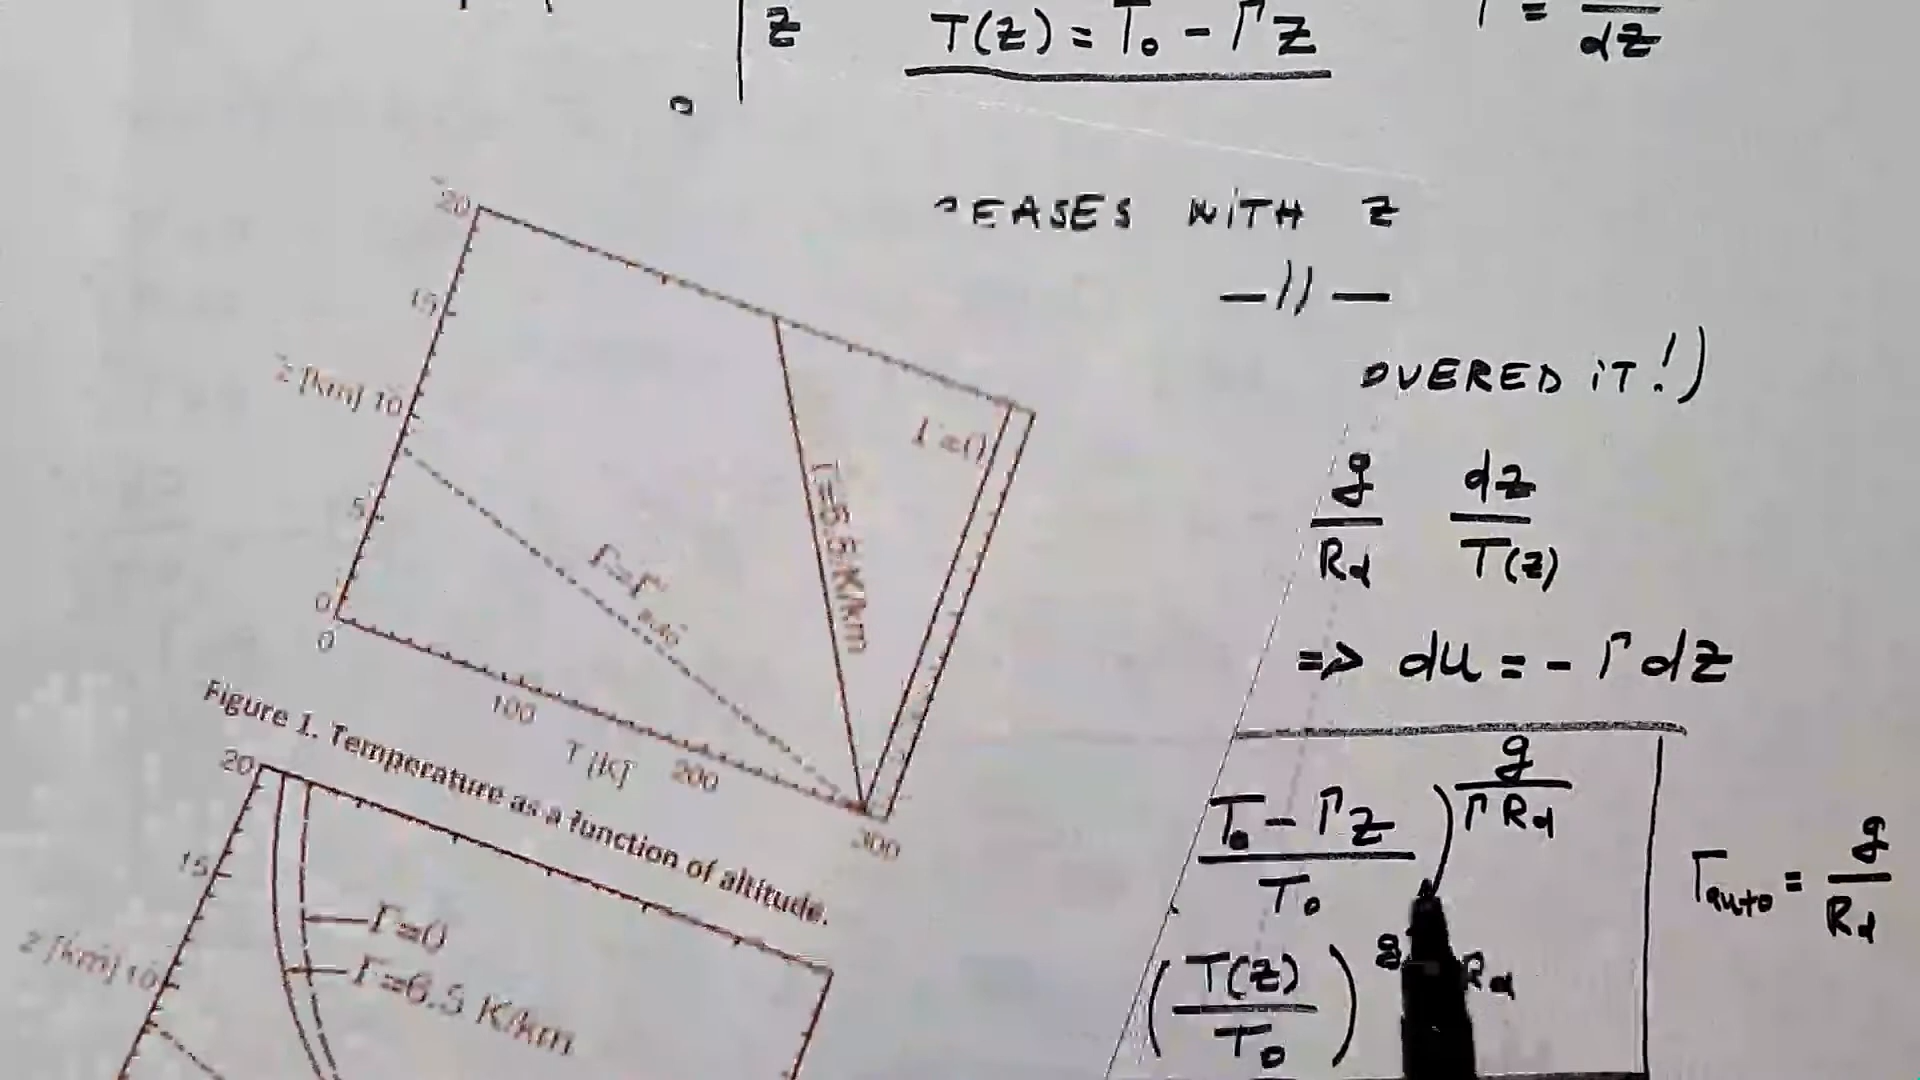 z T(z) = T₀ - Γz Γ = / dz
EASES WITH z
—//—
OVERED IT!)
g / R_d dz / T(z)
=> du = - Γ dz
(T₀ - Γz) / T₀ ) g / ΓR_d
Γ_auto = g / R_d
(T(z) / T₀) g R_d
20
15
z [km] 10
5
0
0
100
T [K]
200
300
Γ=Γ_auto
Γ=6.5 K/km
Γ=0
Figure 1. Temperature as a function of altitude.
20
15
z [km] 10
Γ=0
Γ=6.5 K/km